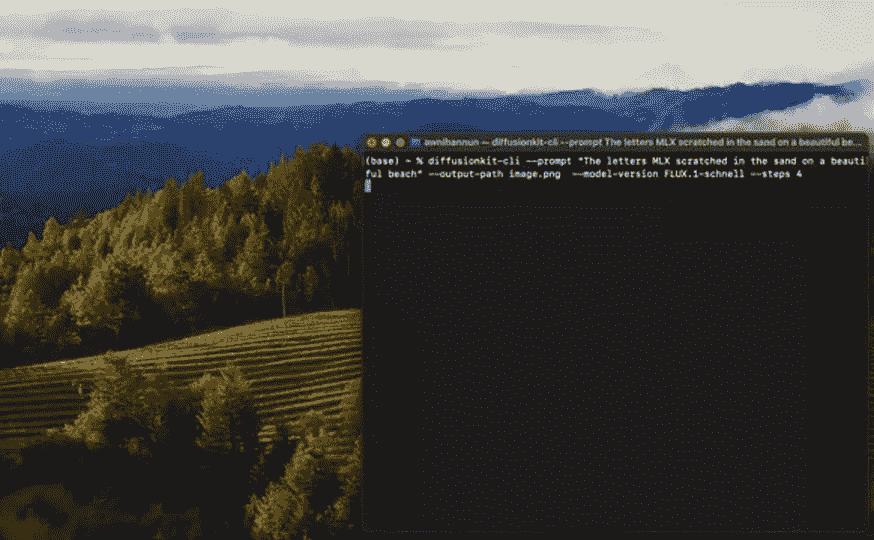 awnihannun — diffusionkit-cli --prompt The letters MLX scratched in the sand on a beautiful be...
(base) ~ % diffusionkit-cli --prompt "The letters MLX scratched in the sand on a beauti
ful beach" --output-path image.png --model-version FLUX.1-schnell --steps 4